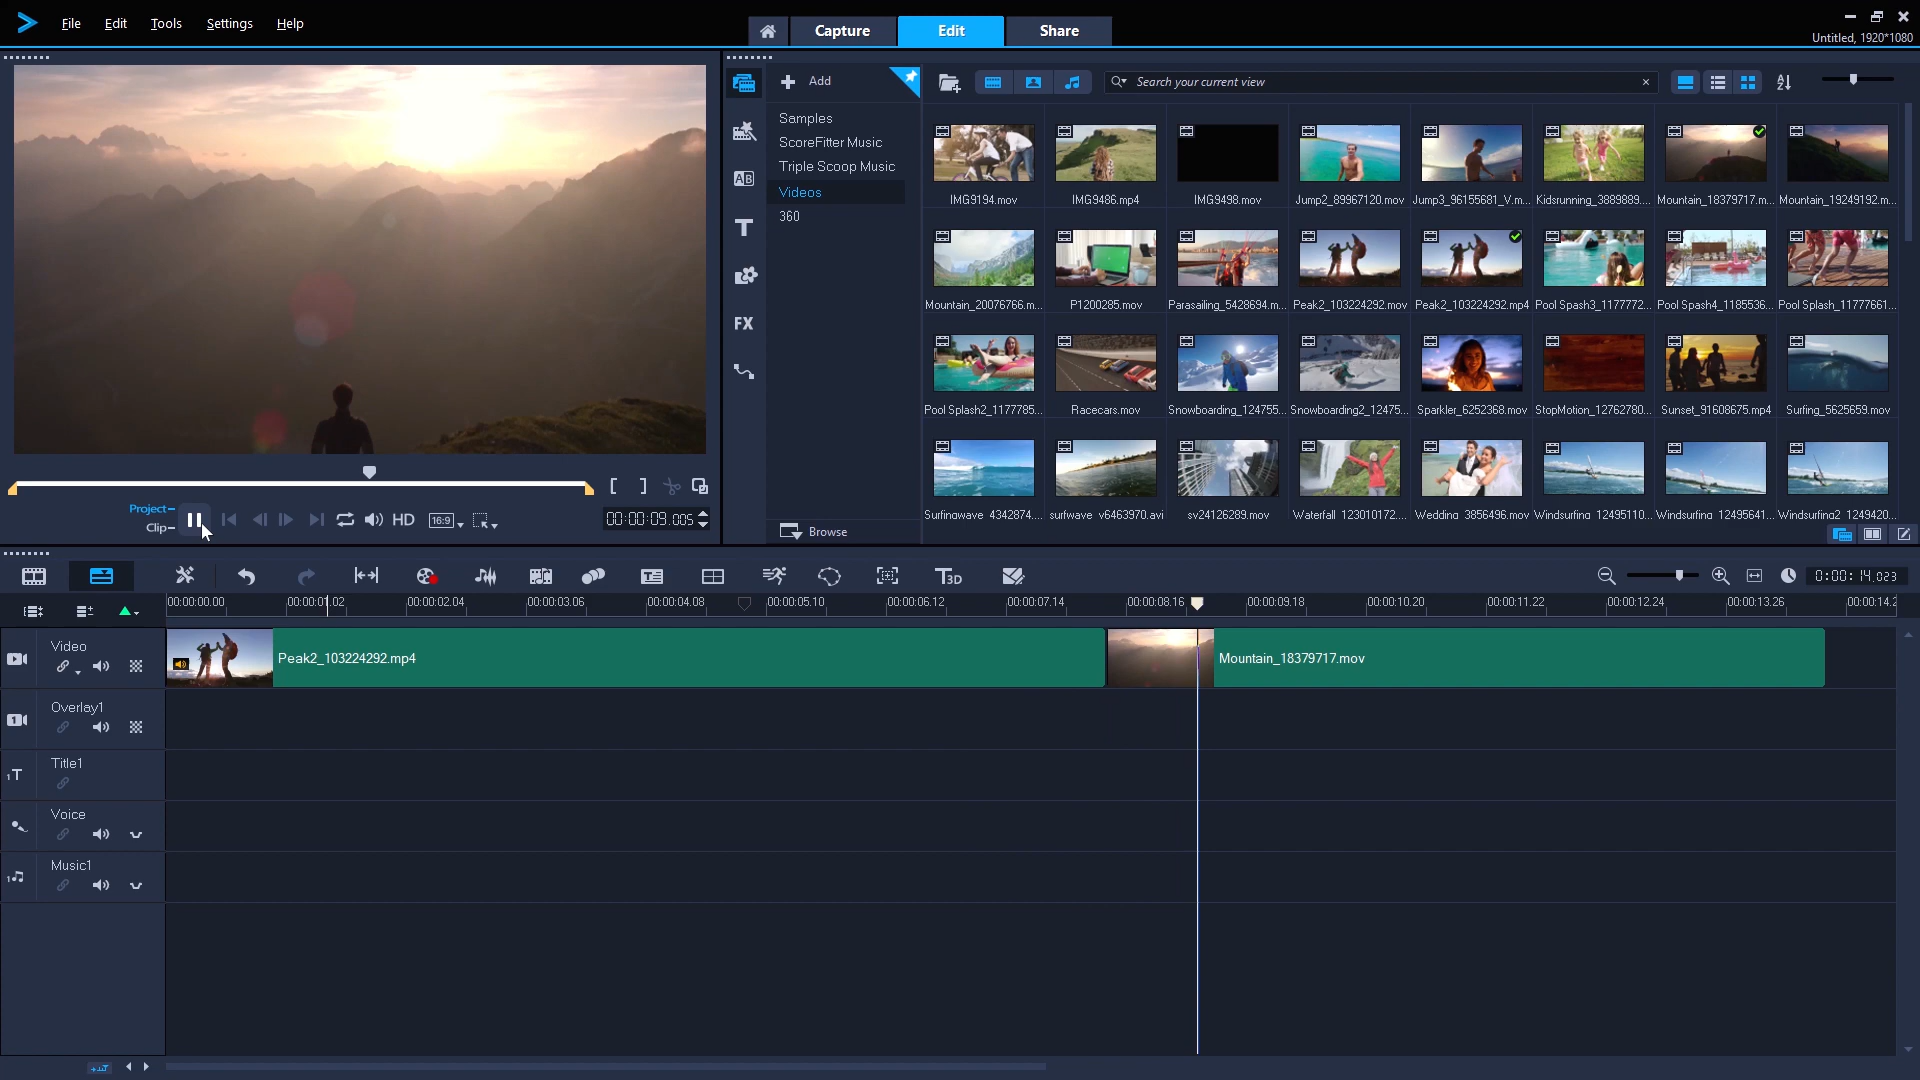 File Edit Tools Settings Help
Capture Edit Share
Untitled, 1920*1080
Add
Search your current view
Samples
ScoreFitter Music
Triple Scoop Music
Videos
360
Browse
IMG9194.mov IMG9486.mp4 IMG9498.mov Jump2_89967120.mov Jump3_96155681_V.m... Kidsrunning_3889889.... Mountain_18379717.m... Mountain_19249192.m...
Mountain_20076766.m... P1200285.mov Parasailing_5428694.m... Peak2_103224292.mov Peak2_103224292.mp4 Pool Spash3_1177772... Pool Spash4_1185536... Pool Splash_11777661...
Pool Splash2_1177785... Racecars.mov Snowboarding_124755... Snowboarding2_12475... Sparkler_6252368.mov StopMotion_12762780... Sunset_91608675.mp4 Surfing_5625659.mov
Surfingwave_4342874.... surfwave_v6463970.avi sv24126289.mov Waterfall_123010172.... Wedding_3856496.mov Windsurfing_12495110... Windsurfing_12495641... Windsurfing2_1249420...
AB
T
FX
Project
Clip
HD
16:9
00:00:09.005
T3D
0:00:14.023
00:00:00.00 00:00:01.02 00:00:02.04 00:00:03.06 00:00:04.08 00:00:05.10 00:00:06.12 00:00:07.14 00:00:08.16 00:00:09.18 00:00:10.20 00:00:11.22 00:00:12.24 00:00:13.26 00:00:14.2
Video
Peak2_103224292.mp4 Mountain_18379717.mov
Overlay1
1
Title1
1T
Voice
Music1
1